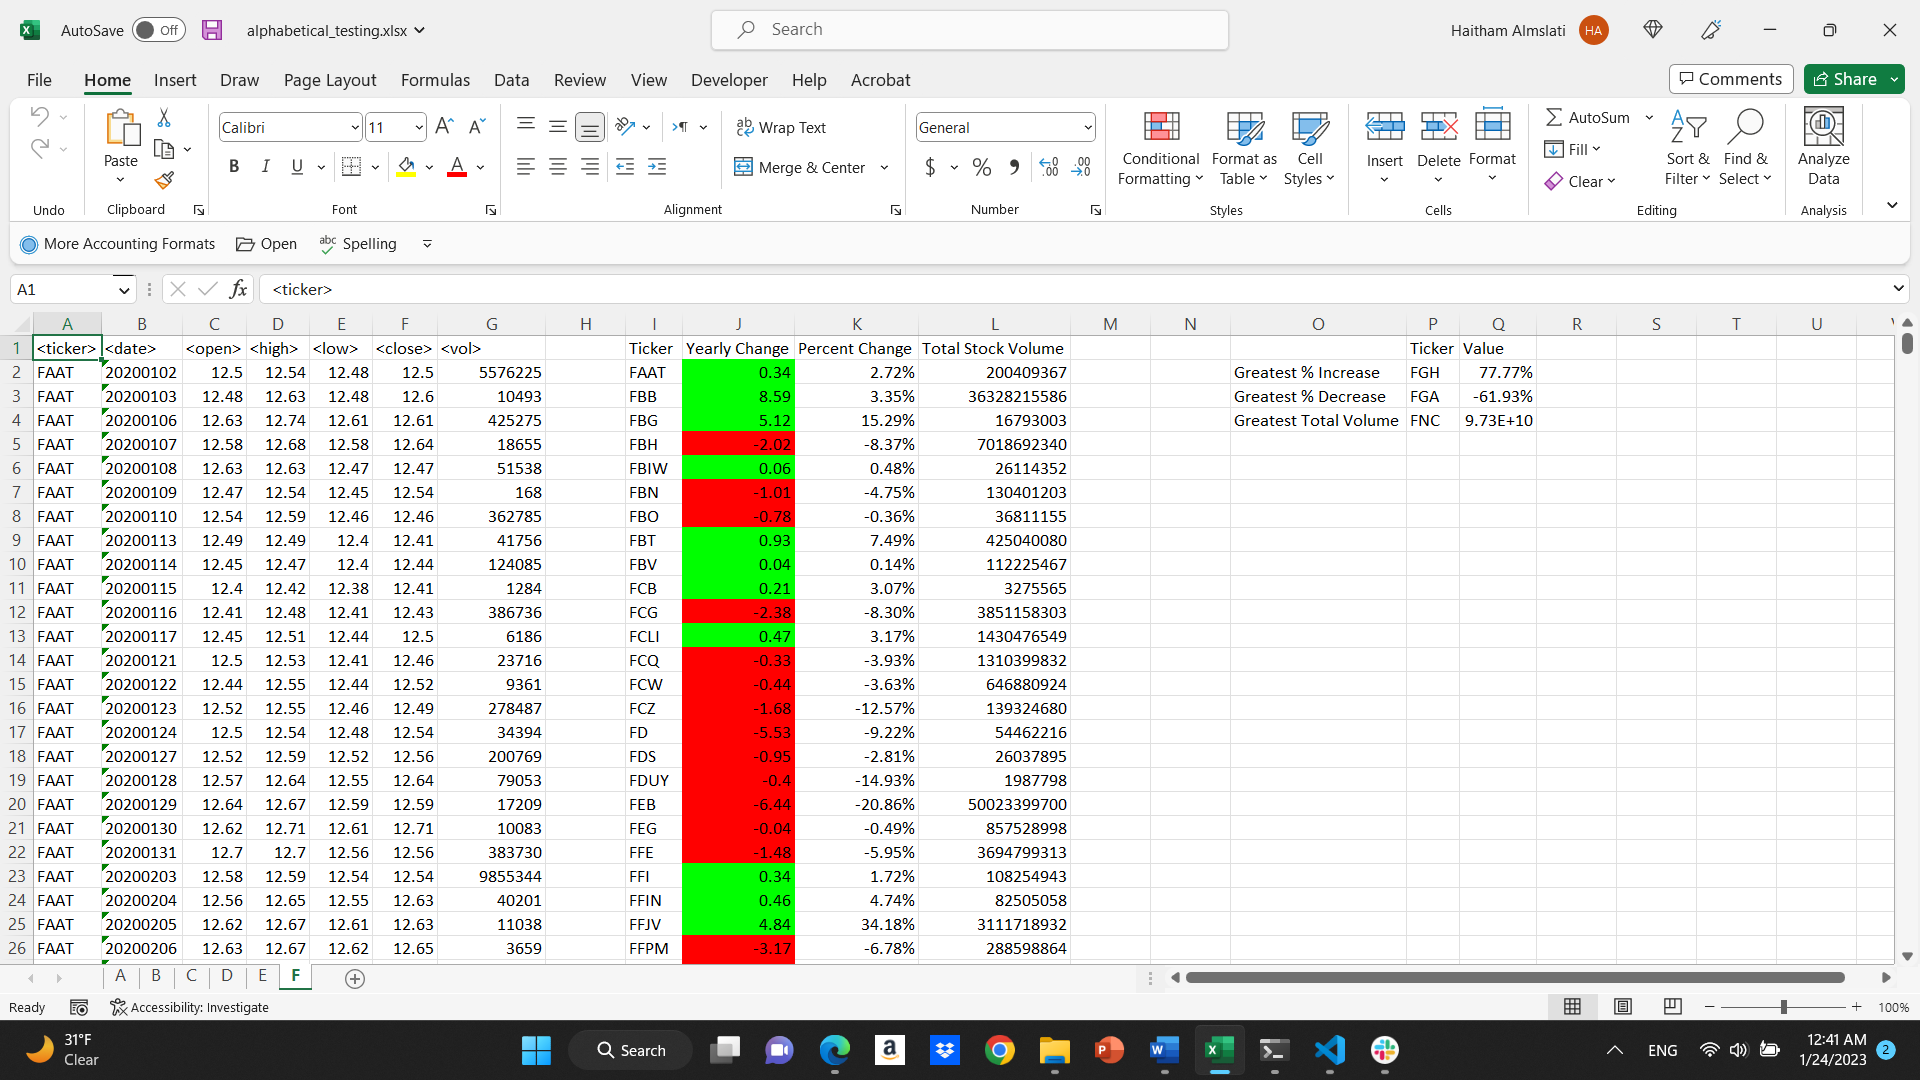 AutoSave Off alphabetical_testing.xlsx Search Haitham Almslati HA
File Home Insert Draw Page Layout Formulas Data Review View Developer Help Acrobat Comments Share
Paste Calibri 11 Wrap Text General Conditional Formatting Format as Table Cell Styles Insert Delete Format AutoSum Fill Clear Sort & Filter Find & Select Analyze Data
B I U A Merge & Center $ %
Undo Clipboard Font Alignment Number Styles Cells Editing Analysis
More Accounting Formats Open Spelling
A1 fx <ticker>
A B C D E F G H I J K L M N O P Q R S T U
1 <ticker> <date> <open> <high> <low> <close> <vol> Ticker Yearly Change Percent Change Total Stock Volume Ticker Value
2 FAAT 20200102 12.5 12.54 12.48 12.5 5576225 FAAT 0.34 2.72% 200409367 Greatest % Increase FGH 77.77%
3 FAAT 20200103 12.48 12.63 12.48 12.6 10493 FBB 8.59 3.35% 36328215586 Greatest % Decrease FGA -61.93%
4 FAAT 20200106 12.63 12.74 12.61 12.61 425275 FBG 5.12 15.29% 16793003 Greatest Total Volume FNC 9.73E+10
5 FAAT 20200107 12.58 12.68 12.58 12.64 18655 FBH -2.02 -8.37% 7018692340
6 FAAT 20200108 12.63 12.63 12.47 12.47 51538 FBIW 0.06 0.48% 26114352
7 FAAT 20200109 12.47 12.54 12.45 12.54 168 FBN -1.01 -4.75% 130401203
8 FAAT 20200110 12.54 12.59 12.46 12.46 362785 FBO -0.78 -0.36% 36811155
9 FAAT 20200113 12.49 12.49 12.4 12.41 41756 FBT 0.93 7.49% 425040080
10 FAAT 20200114 12.45 12.47 12.4 12.44 124085 FBV 0.04 0.14% 112225467
11 FAAT 20200115 12.4 12.42 12.38 12.41 1284 FCB 0.21 3.07% 3275565
12 FAAT 20200116 12.41 12.48 12.41 12.43 386736 FCG -2.38 -8.30% 3851158303
13 FAAT 20200117 12.45 12.51 12.44 12.5 6186 FCLI 0.47 3.17% 1430476549
14 FAAT 20200121 12.5 12.53 12.41 12.46 23716 FCQ -0.33 -3.93% 1310399832
15 FAAT 20200122 12.44 12.55 12.44 12.52 9361 FCW -0.44 -3.63% 646880924
16 FAAT 20200123 12.52 12.55 12.46 12.49 278487 FCZ -1.68 -12.57% 139324680
17 FAAT 20200124 12.5 12.54 12.48 12.54 34394 FD -5.53 -9.22% 54462216
18 FAAT 20200127 12.52 12.59 12.52 12.56 200769 FDS -0.95 -2.81% 26037895
19 FAAT 20200128 12.57 12.64 12.55 12.64 79053 FDUY -0.4 -14.93% 1987798
20 FAAT 20200129 12.64 12.67 12.59 12.59 17209 FEB -6.44 -20.86% 50023399700
21 FAAT 20200130 12.62 12.71 12.61 12.71 10083 FEG -0.04 -0.49% 857528998
22 FAAT 20200131 12.7 12.7 12.56 12.56 383730 FFE -1.48 -5.95% 3694799313
23 FAAT 20200203 12.58 12.59 12.54 12.54 9855344 FFI 0.34 1.72% 108254943
24 FAAT 20200204 12.56 12.65 12.55 12.63 40201 FFIN 0.46 4.74% 82505058
25 FAAT 20200205 12.62 12.67 12.61 12.63 11038 FFJV 4.84 34.18% 3111718932
26 FAAT 20200206 12.63 12.67 12.62 12.65 3659 FFPM -3.17 -6.78% 288598864
A B C D E F
Ready Accessibility: Investigate 100%
31°F Clear Search ENG 12:41 AM 1/24/2023 2